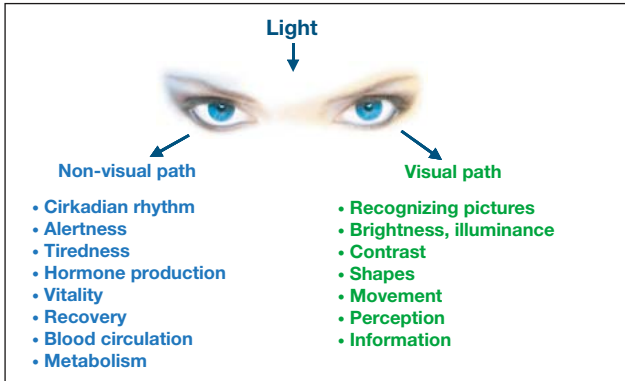 Light
Non-visual path
• Cirkadian rhythm
• Alertness
• Tiredness
• Hormone production
• Vitality
• Recovery
• Blood circulation
• Metabolism
Visual path
• Recognizing pictures
• Brightness, illuminance
• Contrast
• Shapes
• Movement
• Perception
• Information